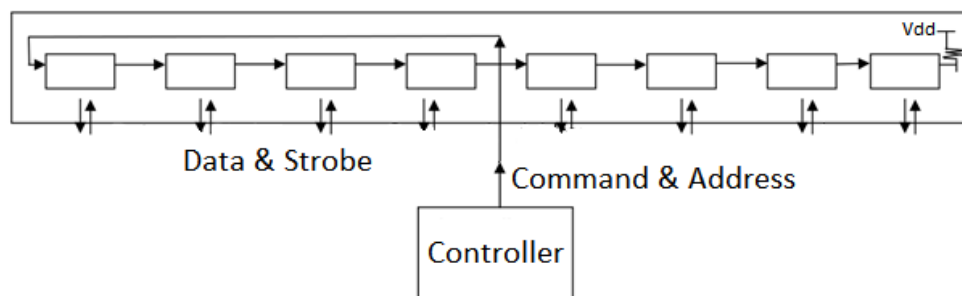 Vdd
Data & Strobe
Command & Address
Controller